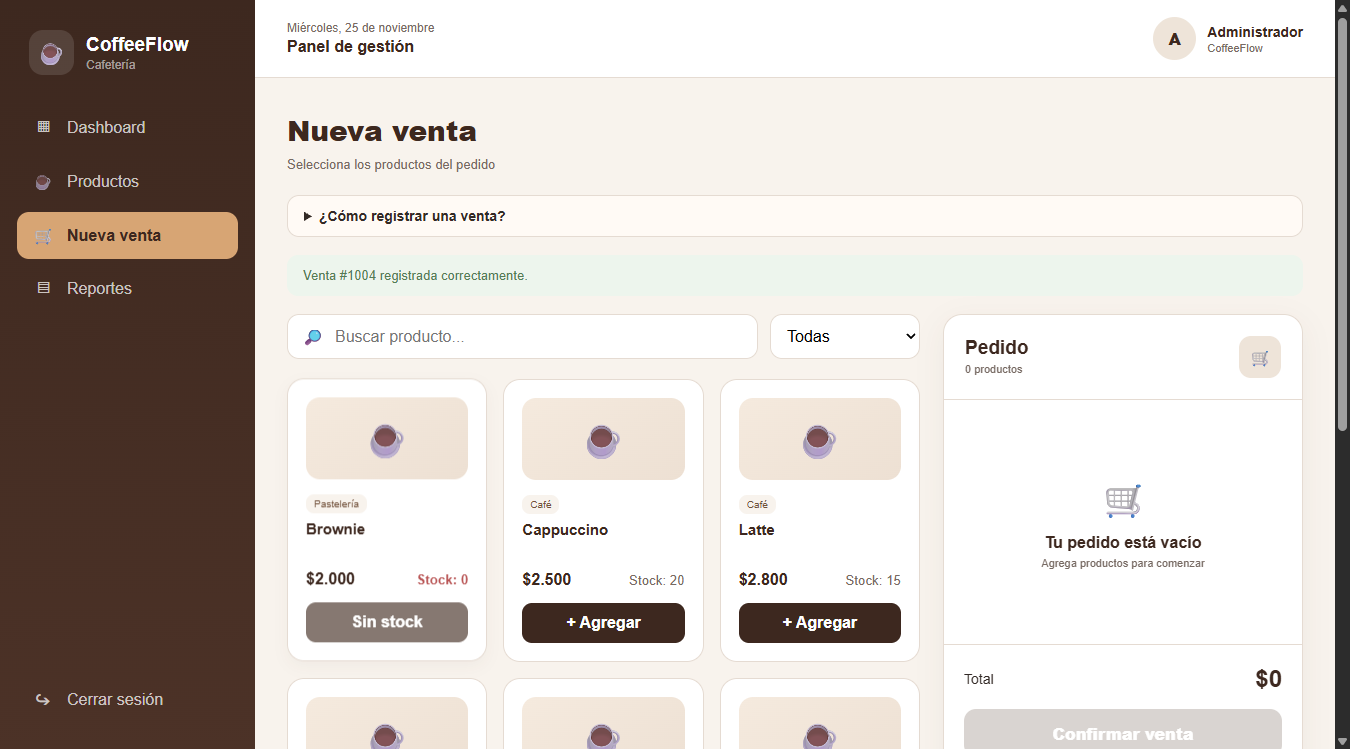 CoffeeFlow
Cafetería
Dashboard
Productos
Nueva venta
Reportes
Cerrar sesión
Miércoles, 25 de noviembre
Panel de gestión
A
Administrador
CoffeeFlow
Nueva venta
Selecciona los productos del pedido
¿Cómo registrar una venta?
Venta #1004 registrada correctamente.
Buscar producto...
Todas
Pastelería
Brownie
$2.000 Stock: 0
Sin stock
Café
Cappuccino
$2.500 Stock: 20
+ Agregar
Café
Latte
$2.800 Stock: 15
+ Agregar
Pedido
0 productos
Tu pedido está vacío
Agrega productos para comenzar
Total $0
Confirmar venta